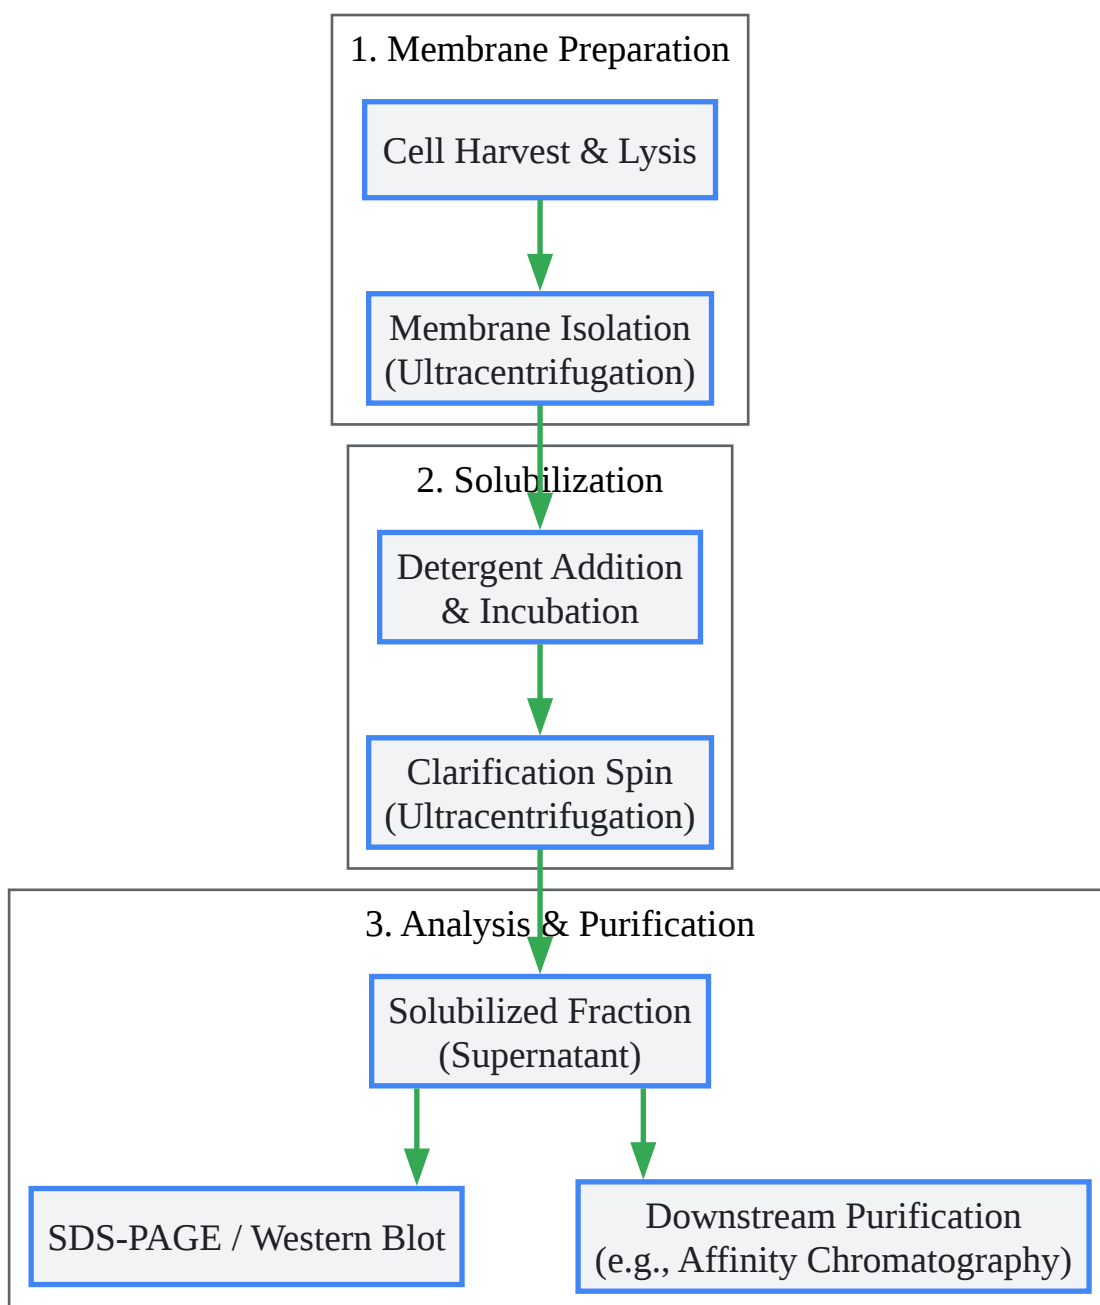 1. Membrane Preparation
Cell Harvest & Lysis
Membrane Isolation
(Ultracentrifugation)
2. Solubilization
Detergent Addition
& Incubation
Clarification Spin
(Ultracentrifugation)
3. Analysis & Purification
Solubilized Fraction
(Supernatant)
SDS-PAGE / Western Blot
Downstream Purification
(e.g., Affinity Chromatography)